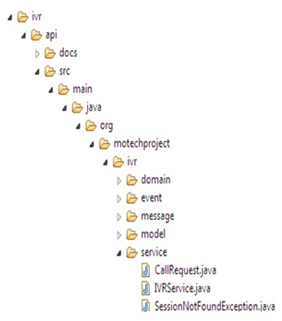 ivr
api
docs
src
main
java
org
motechproject
ivr
domain
event
message
model
service
CallRequest.java
IVRService.java
SessionNotFoundException.java